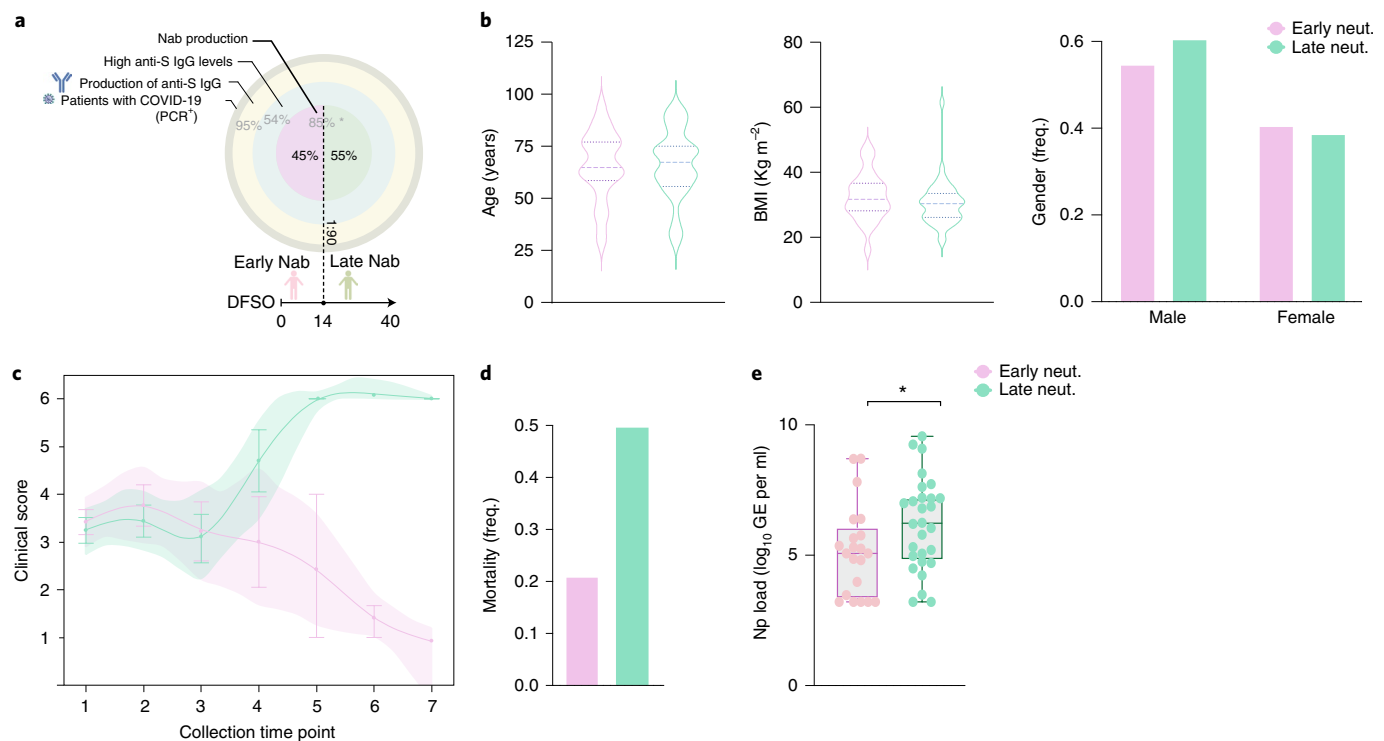 a
Nab production
High anti-S IgG levels
Production of anti-S IgG
Patients with COVID-19
(PCR+)
95%
54%
85%
*
45%
55%
1:90
Early Nab
Late Nab
DFSO
0
14
40
b
Age (years)
125
100
75
50
25
0
BMI (Kg m−2)
80
60
40
20
0
Gender (freq.)
0.6
0.4
0.2
0.0
Male
Female
Early neut.
Late neut.
c
Clinical score
6
5
4
3
2
1
1
2
3
4
5
6
7
Collection time point
d
Mortality (freq.)
0.5
0.4
0.3
0.2
0.1
0.0
e
Np load (log10 GE per ml)
10
5
0
*
Early neut.
Late neut.